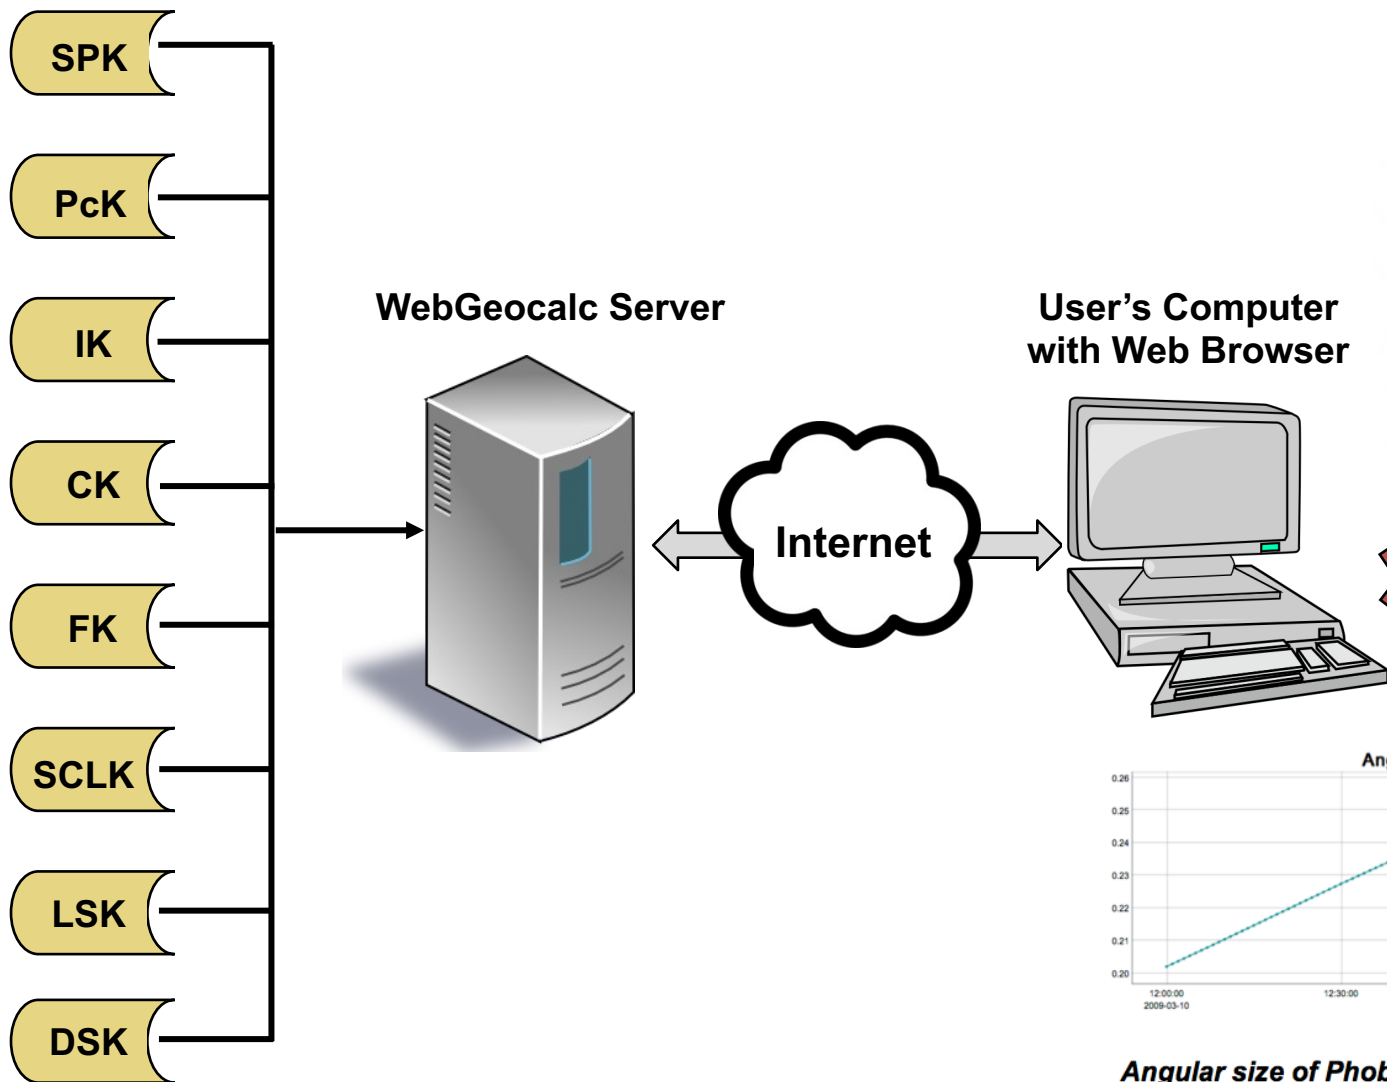 SPK
PcK
IK
CK
FK
SCLK
LSK
DSK
WebGeocalc Server
Internet
User’s Computer
with Web Browser
0.26
0.25
0.24
0.23
0.22
0.21
0.20
12:00:00
2009-03-10
12:30:00